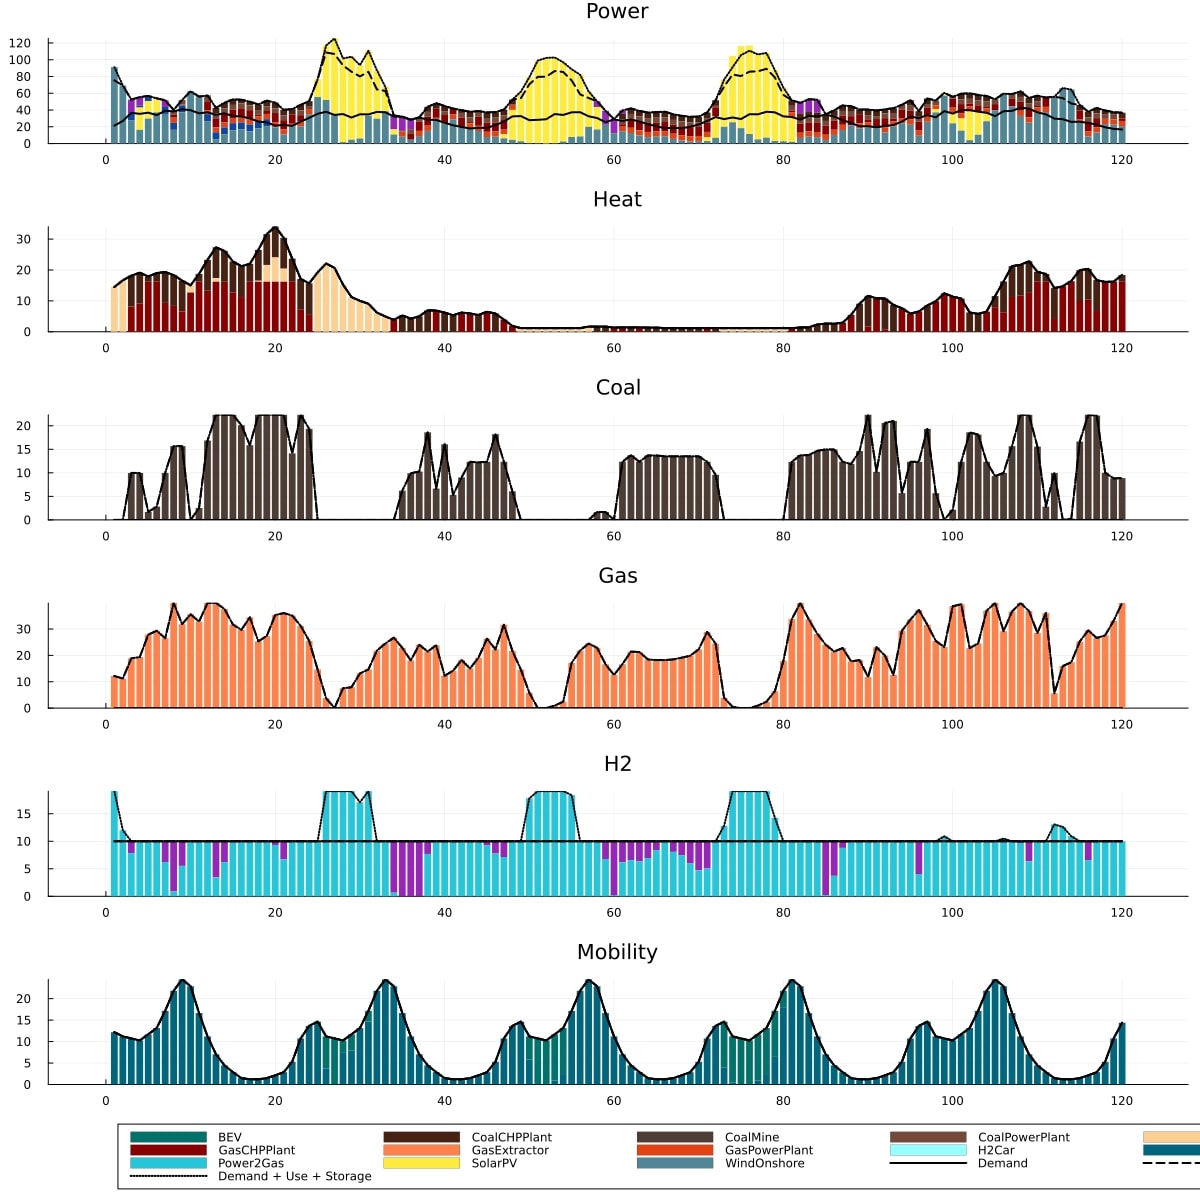 Power
120
100
80
60
40
20
0
0 20 40 60 80 100 120
Heat
30
20
10
0
0 20 40 60 80 100 120
Coal
20
15
10
5
0
0 20 40 60 80 100 120
Gas
30
20
10
0
0 20 40 60 80 100 120
H2
15
10
5
0
0 20 40 60 80 100 120
Mobility
20
15
10
5
0
0 20 40 60 80 100 120
BEV CoalCHPPlant CoalMine CoalPowerPlant
GasCHPPlant GasExtractor GasPowerPlant H2Car
Power2Gas SolarPV WindOnshore Demand
Demand + Use + Storage